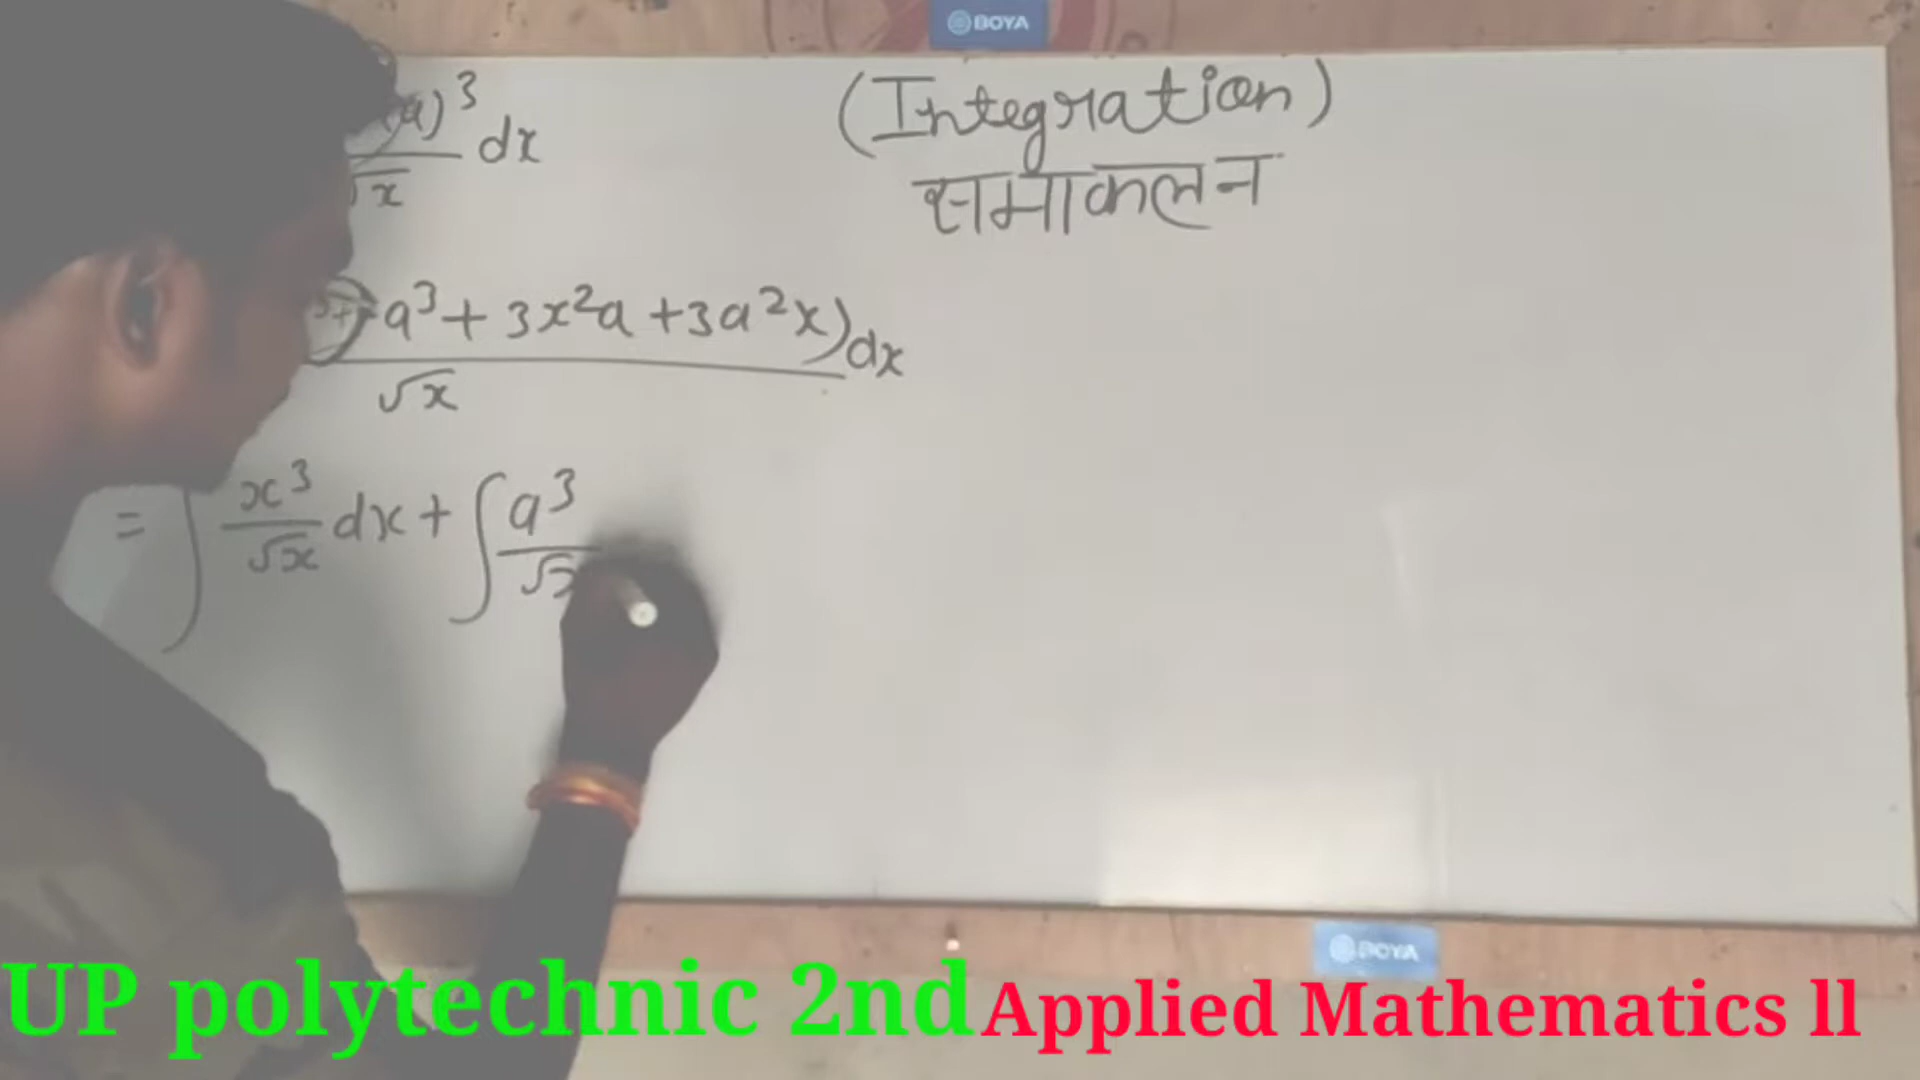 BOYA
(Integration)
समाकलन
a)³ dx
√x
a³ + 3x²a + 3a²x) dx
√x
= ∫ x³/√x dx + ∫ a³/√x
BOYA
UP polytechnic 2nd Applied Mathematics ll